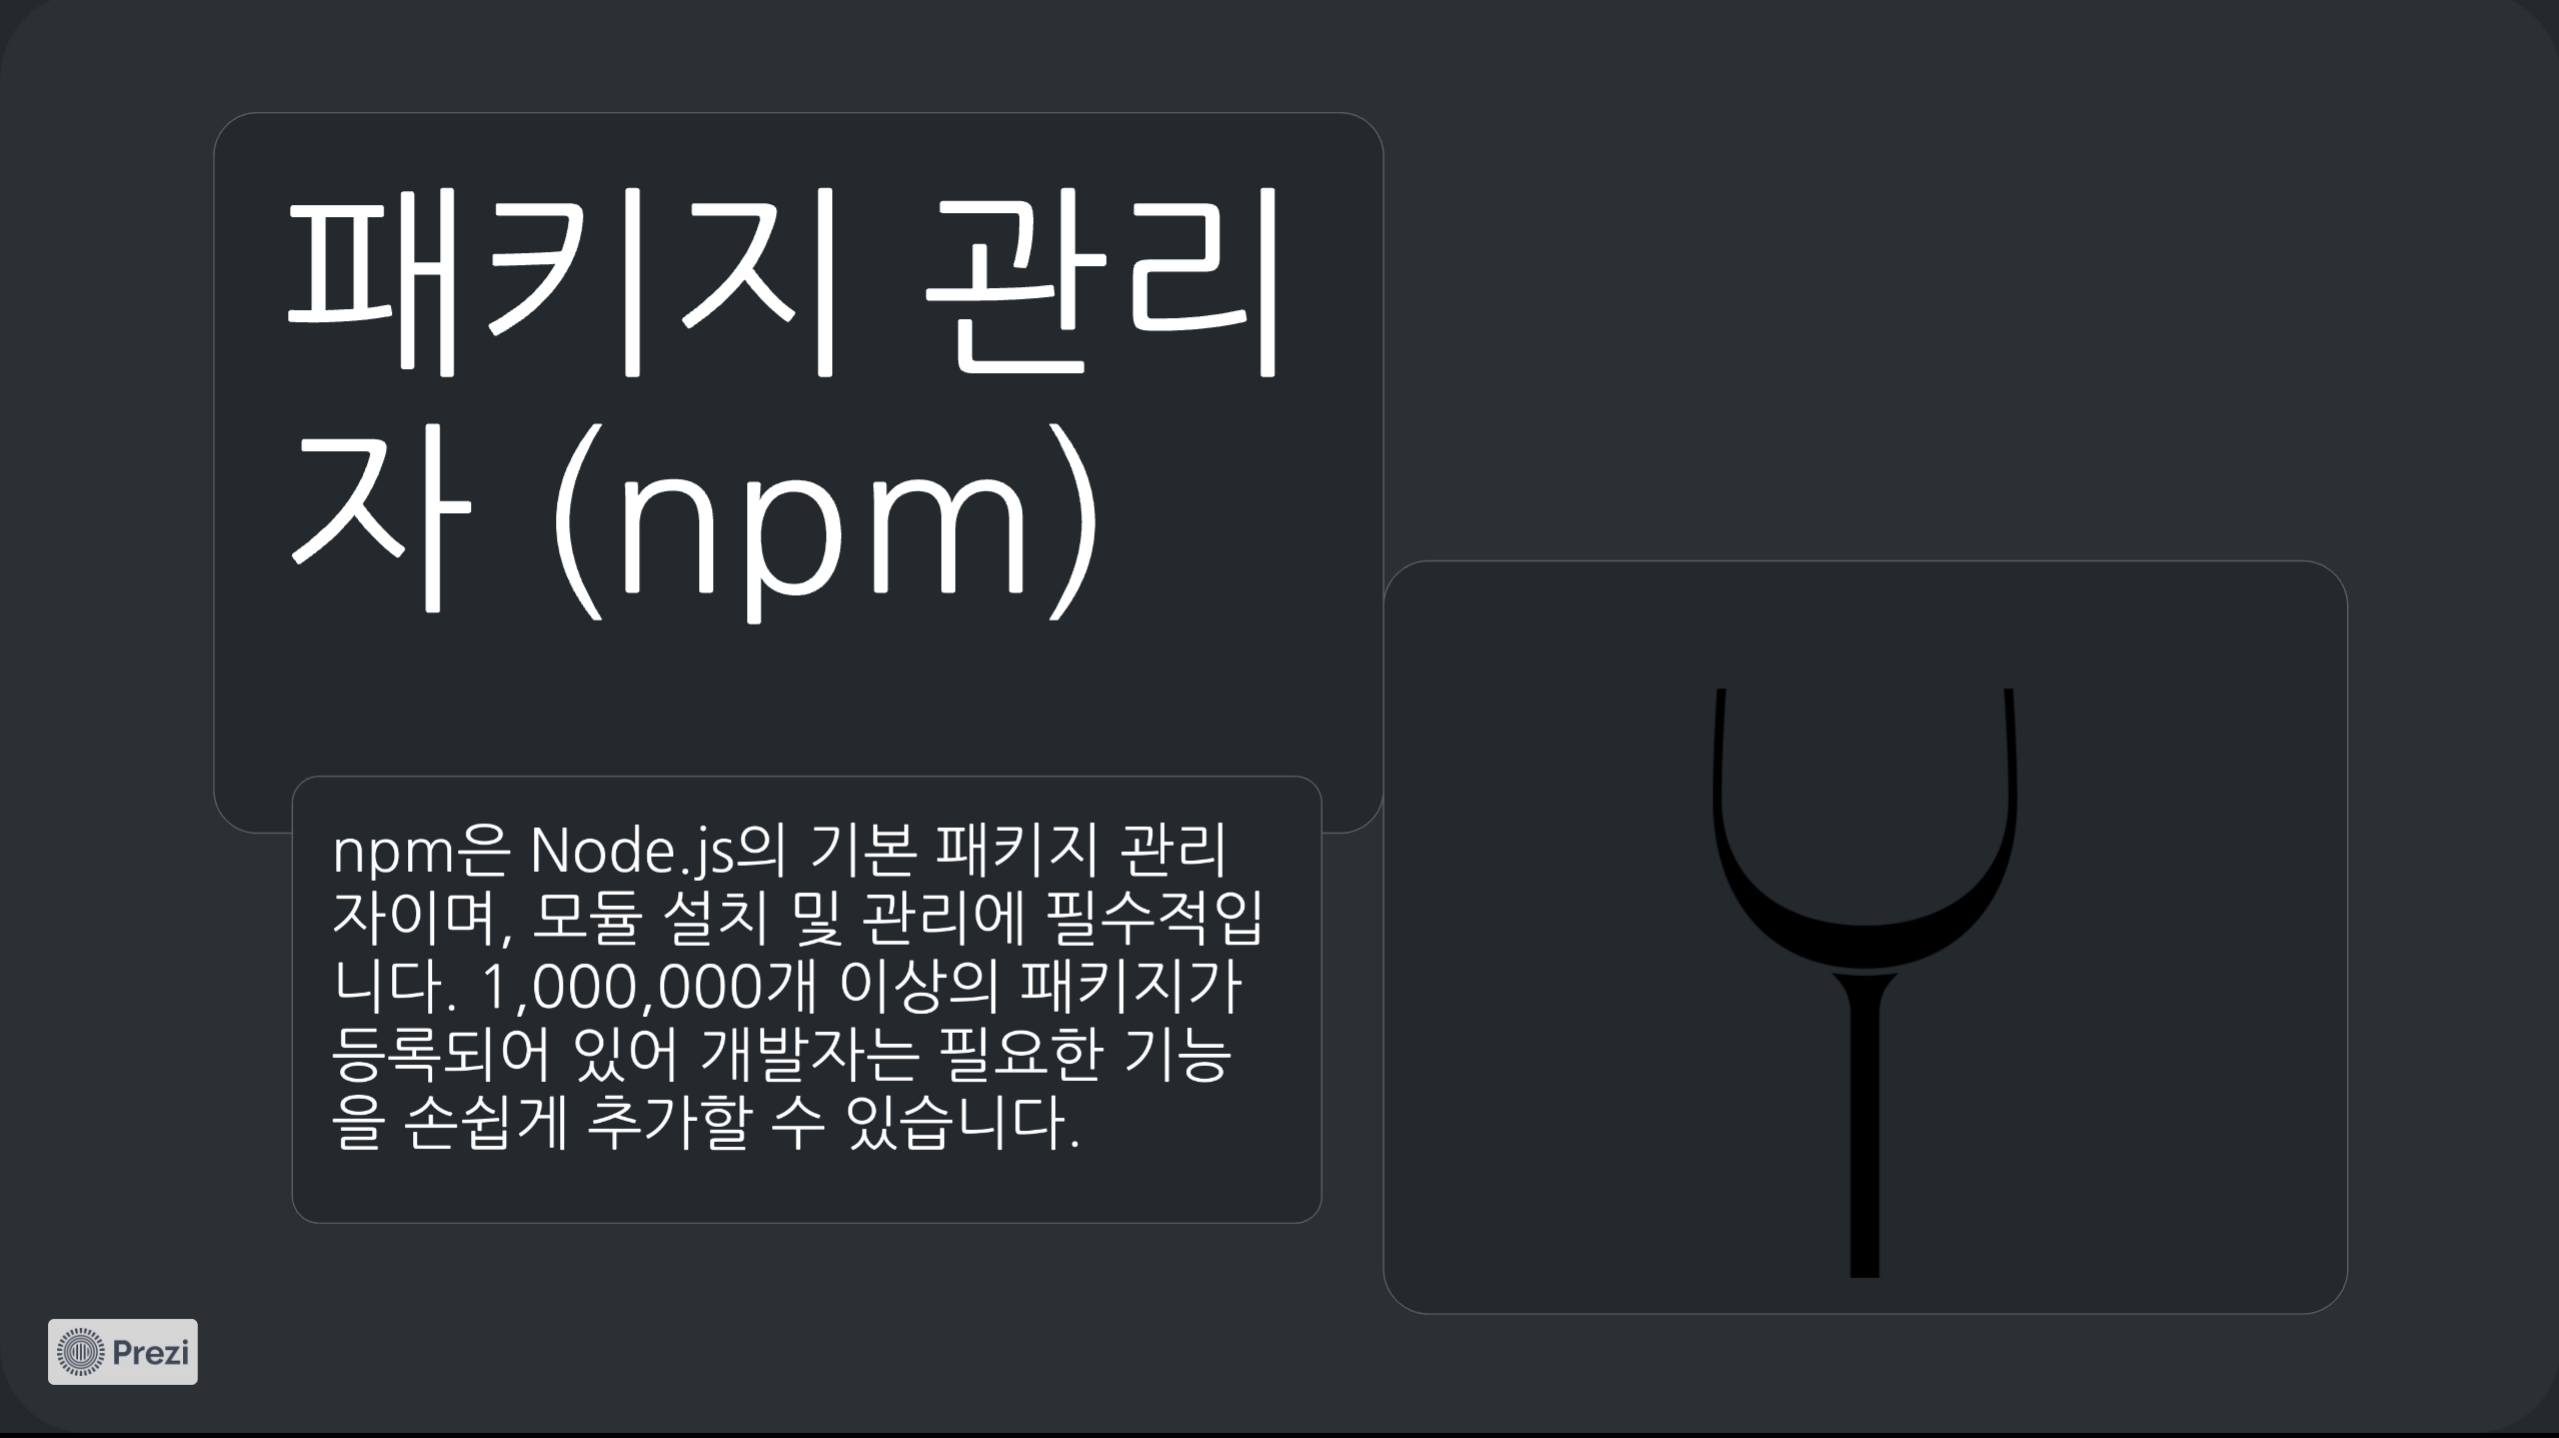 패키지 관리
자 (npm)
npm은 Node.js의 기본 패키지 관리
자이며, 모듈 설치 및 관리에 필수적입
니다. 1,000,000개 이상의 패키지가
등록되어 있어 개발자는 필요한 기능
을 손쉽게 추가할 수 있습니다.
Prezi